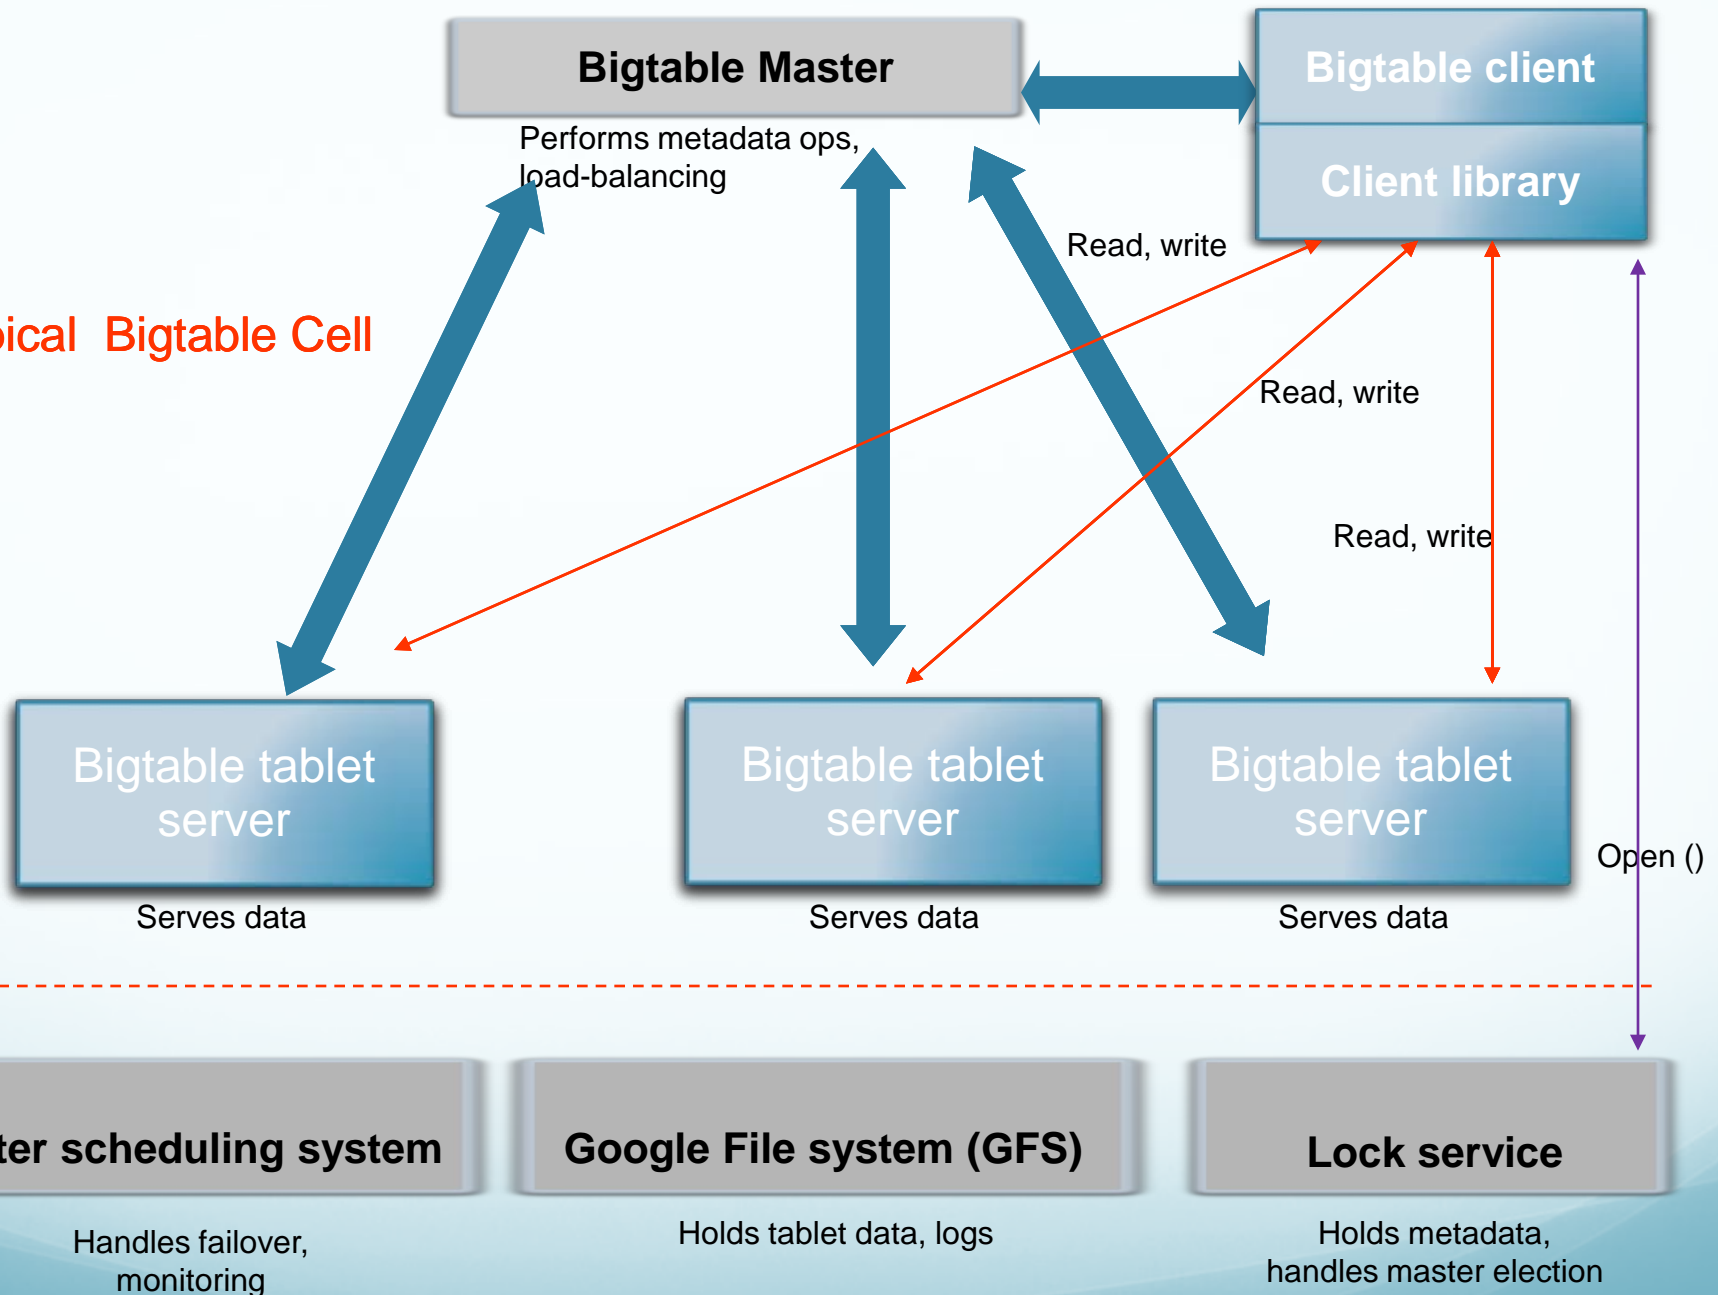 Bigtable Master
Bigtable client
Performs metadata ops,
load-balancing
Client library
Read, write
pical  Bigtable Cell
Read, write
Read, write
Bigtable tablet
server
Bigtable tablet
server
Bigtable tablet
server
Open ()
Serves data
Serves data
Serves data
ter scheduling system
Google File system (GFS)
Lock service
Handles failover,
monitoring
Holds tablet data, logs
Holds metadata,
handles master election